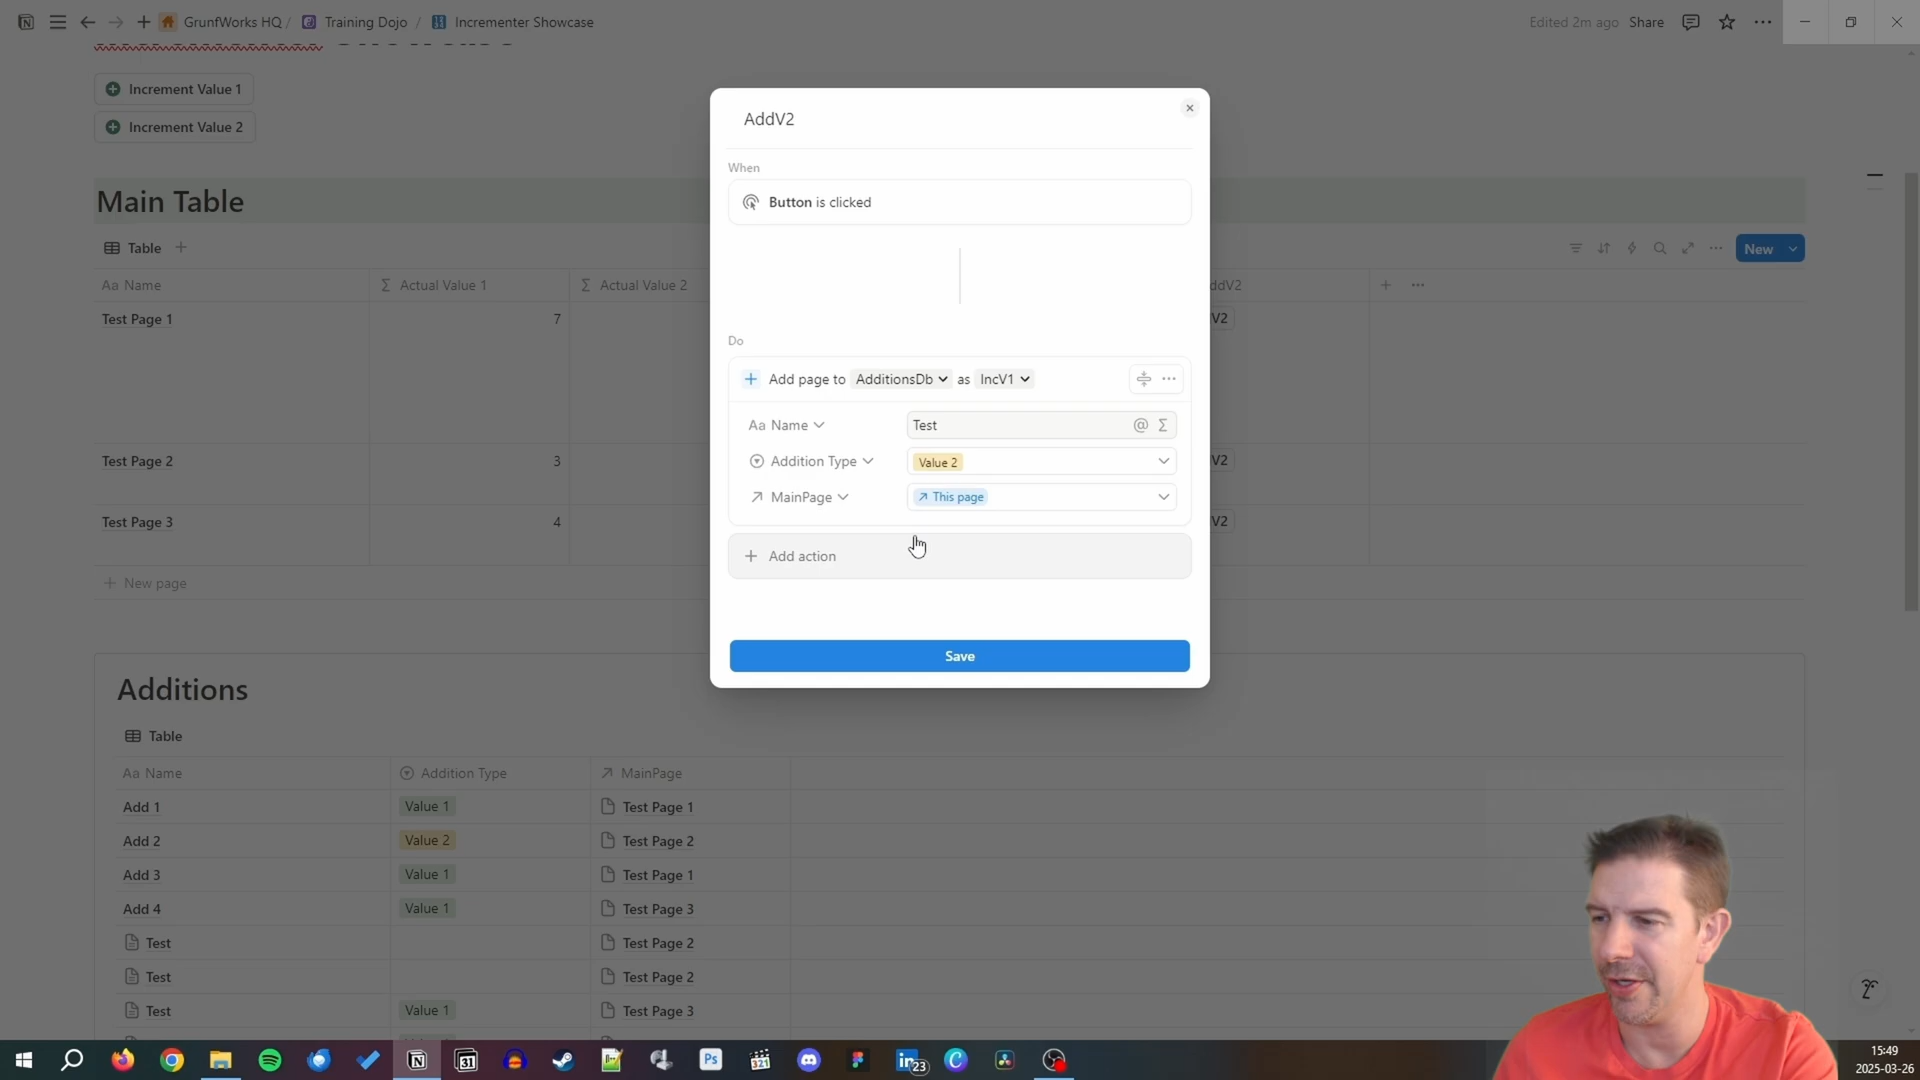 GrunfWorks HQ / Training Dojo / Incrementer Showcase
Edited 2m ago Share
Increment Value 1
Increment Value 2
Main Table
Table
New
Aa Name Σ Actual Value 1 Σ Actual Value 2 ddV2
Test Page 1 7 V2
Test Page 2 3 V2
Test Page 3 4 V2
New page
AddV2
When
Button is clicked
Do
Add page to AdditionsDb as IncV1
Aa Name Test @ Σ
Addition Type Value 2
MainPage This page
Add action
Save
Additions
Table
Aa Name Addition Type MainPage
Add 1 Value 1 Test Page 1
Add 2 Value 2 Test Page 2
Add 3 Value 1 Test Page 1
Add 4 Value 1 Test Page 3
Test Test Page 2
Test Test Page 2
Test Value 1 Test Page 3
31
Ps
321
in 23
15:49
2025-03-26